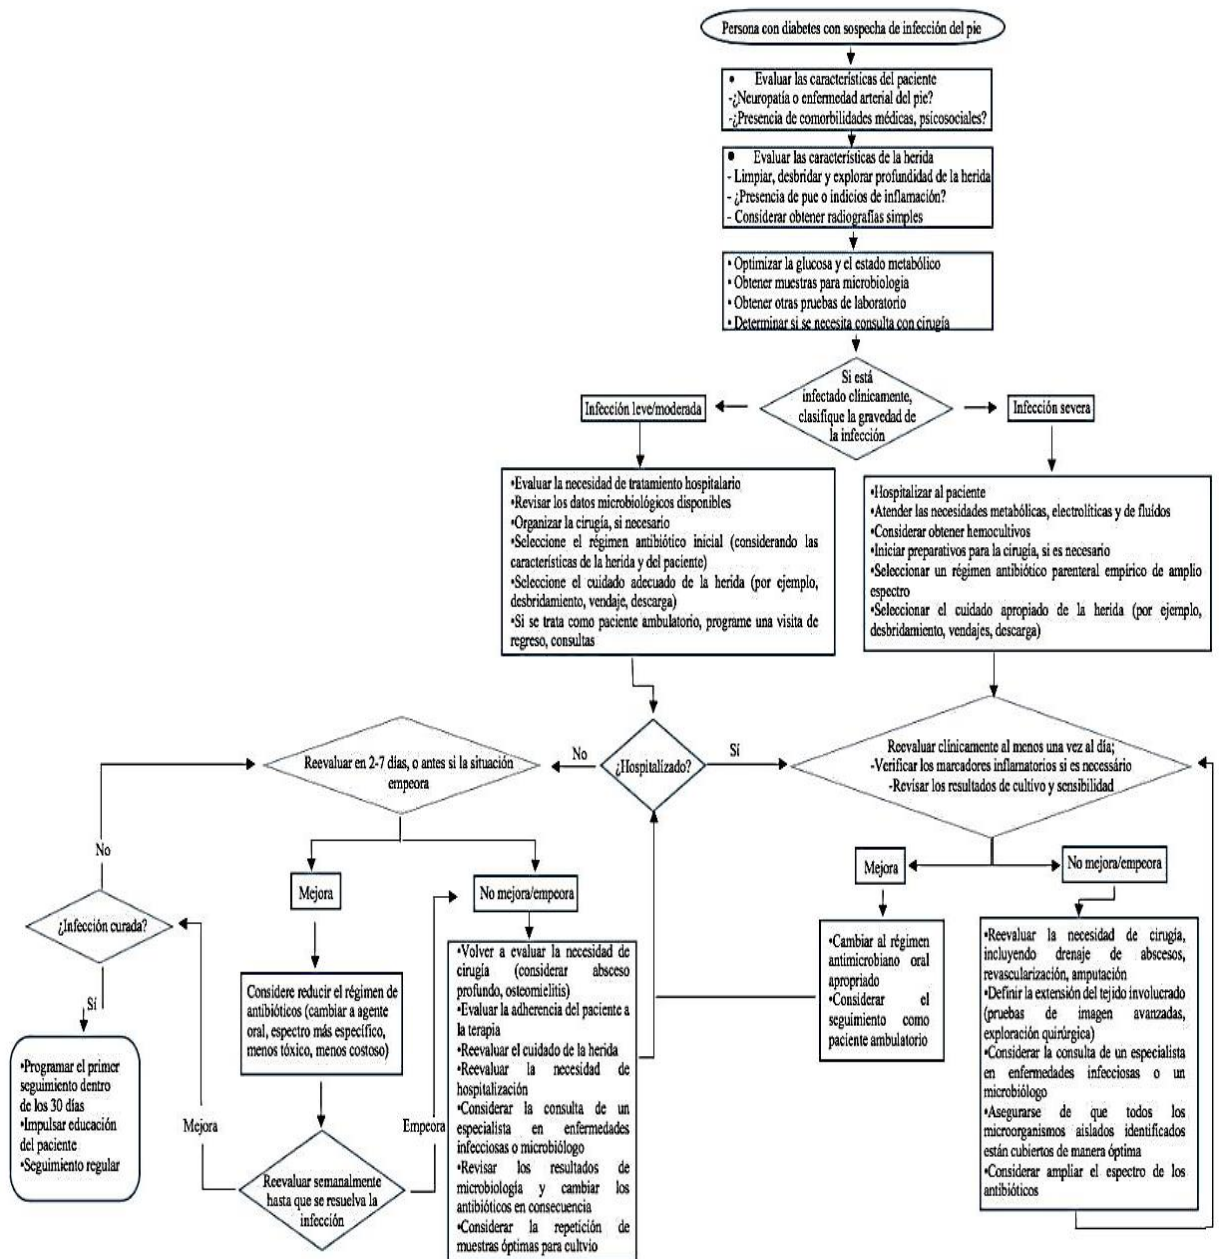 Persona con diabetes con sospecha de infección del pie
• Evaluar las características del paciente
-¿Neuropatía o enfermedad arterial del pie?
-¿Presencia de comorbilidades médicas, psicosociales?
• Evaluar las características de la herida
- Limpiar, desbridar y explorar profundidad de la herida
- ¿Presencia de pue o indicios de inflamación?
- Considerar obtener radiografías simples
• Optimizar la glucosa y el estado metabólico
• Obtener muestras para microbiologia
• Obtener otras pruebas de laboratorio
• Determinar si se necesita consulta con cirugía
Si está
infectado clínicamente,
clasifique la gravedad de
la infección
Infección leve/moderada
Infección severa
•Evaluar la necesidad de tratamiento hospitalario
•Revisar los datos microbiológicos disponibles
•Organizar la cirugía, si necesario
•Seleccione el régimen antibiótico inicial (considerando las
características de la herida y del paciente)
•Seleccione el cuidado adecuado de la herida (por ejemplo,
desbridamiento, vendaje, descarga)
•Si se trata como paciente ambulatorio, programe una visita de
regreso, consultas
•Hospitalizar al paciente
•Atender las necesidades metabólicas, electrolíticas y de fluídos
•Considerar obtener hemocultivos
•Iniciar preparativos para la cirugía, si es necesario
•Seleccionar un régimen antibiótico parenteral empírico de amplio
espectro
•Seleccionar el cuidado apropiado de la herida (por ejemplo,
desbridamiento, vendajes, descarga)
¿Hospitalizado?
No
Sí
Reevaluar en 2-7 días, o antes si la situación
empeora
Reevaluar clínicamente al menos una vez al día;
-Verificar los marcadores inflamatorios si es necessário
-Revisar los resultados de cultivo y sensibilidad
Mejora
No mejora/empeora
Mejora
No mejora/empeora
No
¿Infección curada?
Sí
•Programar el primer
seguimiento dentro
de los 30 días
•Impulsar educación
del paciente
•Seguimiento regular
Considere reducir el régimen de
antibióticos (cambiar a agente
oral, espectro más específico,
menos tóxico, menos costoso)
Mejora
Empeora
Reevaluar semanalmente
hasta que se resuelva la
infección
•Volver a evaluar la necesidad de
cirugía (considerar absceso
profundo, osteomielitis)
•Evaluar la adherencia del paciente a
la terapia
•Reevaluar el cuidado de la herida
•Reevaluar la necesidad de
hospitalización
•Considerar la consulta de un
especialista en enfermedades
infecciosas o microbiólogo
•Revisar los resultados de
microbiología y cambiar los
antibióticos en consecuencia
•Considerar la repetición de
muestras óptimas para cultvio
•Cambiar al régimen
antimicrobiano oral
apropiado
•Considerar el
seguimiento como
paciente ambulatorio
•Reevaluar la necesidad de cirugía,
incluyendo drenaje de abscesos,
revascularización, amputación
•Definir la extensión del tejido involucrado
(pruebas de imagen avanzadas,
exploración quirúrgica)
•Considerar la consulta de un especialista
en enfermedades infecciosas o un
microbiólogo
•Asegurarse de que todos los
microorganismos aislados identificados
están cubiertos de manera óptima
•Considerar ampliar el espectro de los
antibióticos